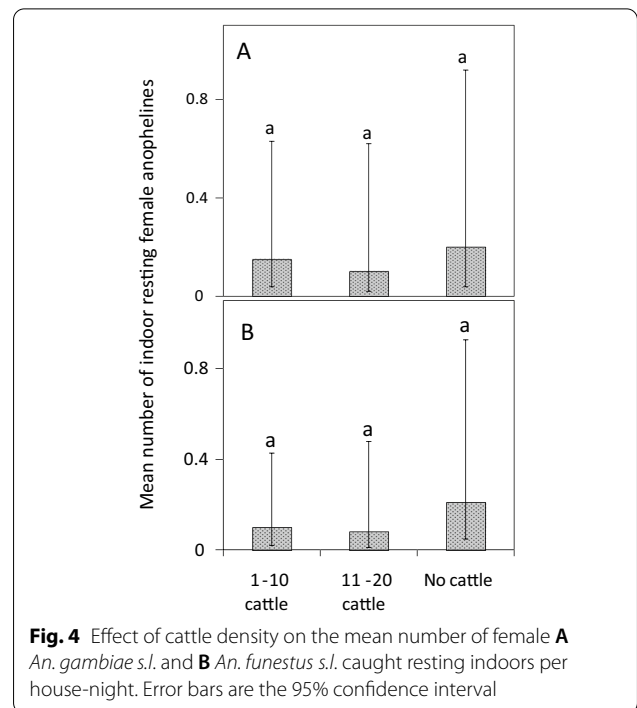 Mean number of indoor resting female anophelines
A
0.8
0.4
0
a
a
a
B
0.8
0.4
0
a
a
a
1 -10 cattle
11 -20 cattle
No cattle
Fig. 4 Effect of cattle density on the mean number of female A
An. gambiae s.l. and B An. funestus s.l. caught resting indoors per
house-night. Error bars are the 95% confidence interval